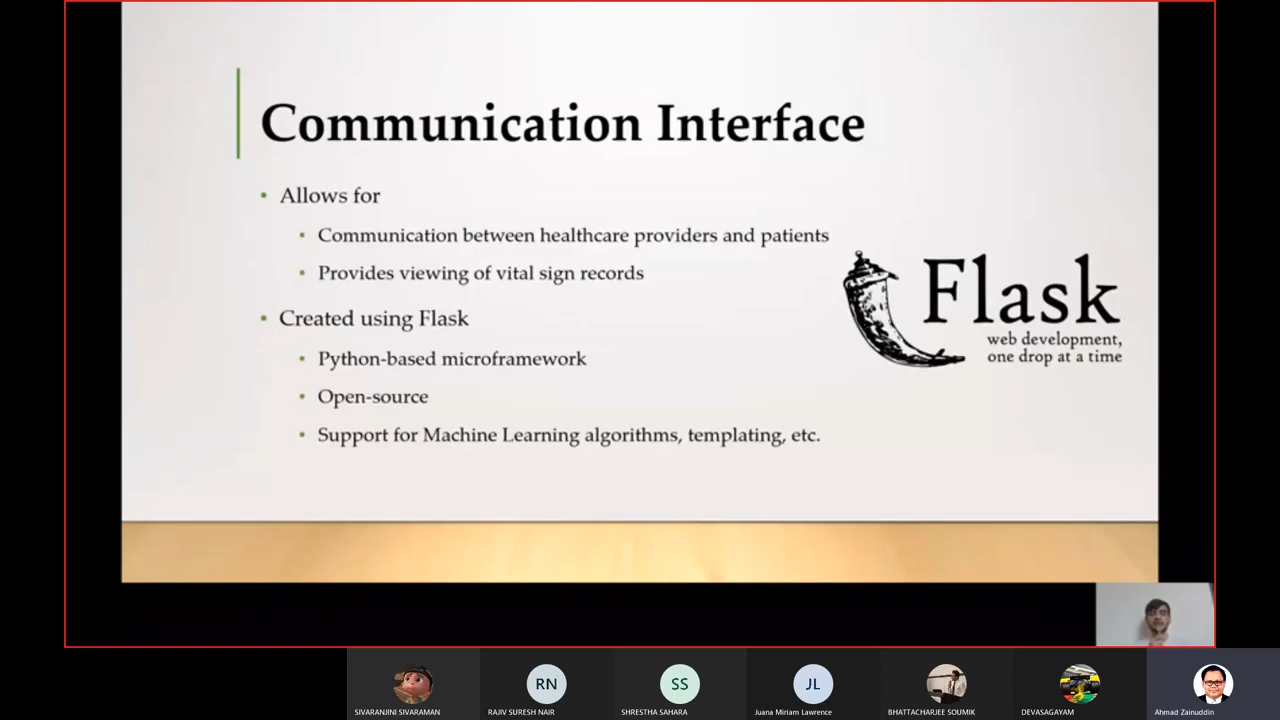 Communication Interface
• Allows for
• Communication between healthcare providers and patients
• Provides viewing of vital sign records
• Created using Flask
• Python-based microframework
• Open-source
• Support for Machine Learning algorithms, templating, etc.
Flask
web development,
one drop at a time
RN
SS
JL
SIVARANJINI SIVARAMAN
RAJIV SURESH NAIR
SHRESTHA SAHARA
Juana Miriam Lawrence
BHATTACHARJEE SOUMIK
DEVASAGAYAM
Ahmad Zainuddin